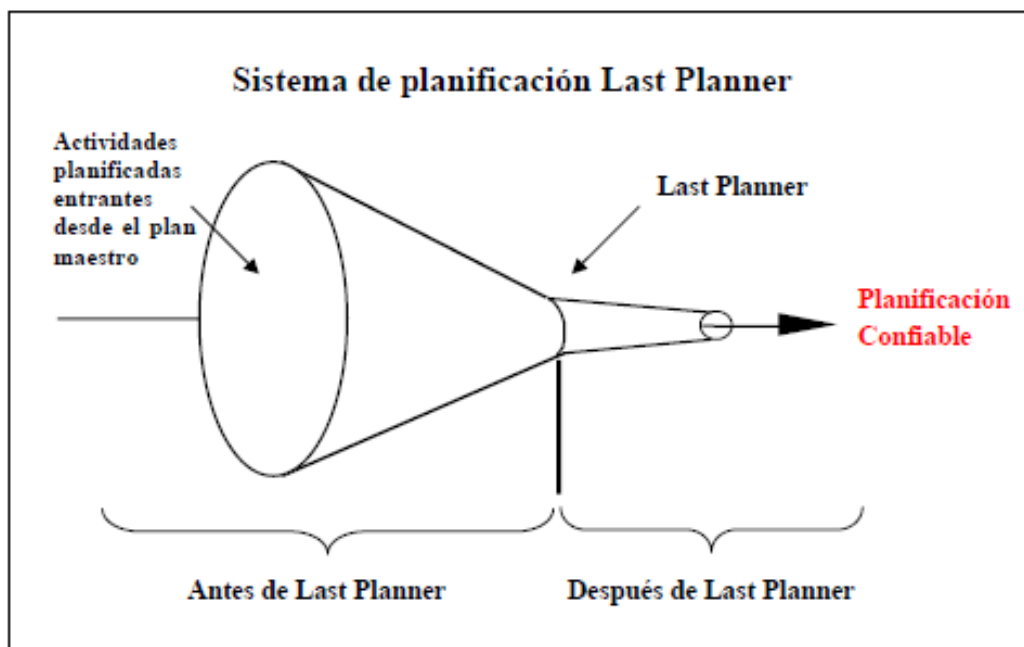 Sistema de planificación Last Planner
Actividades
planificadas
entrantes
desde el plan
maestro
Last Planner
Planificación
Confiable
Antes de Last Planner
Después de Last Planner